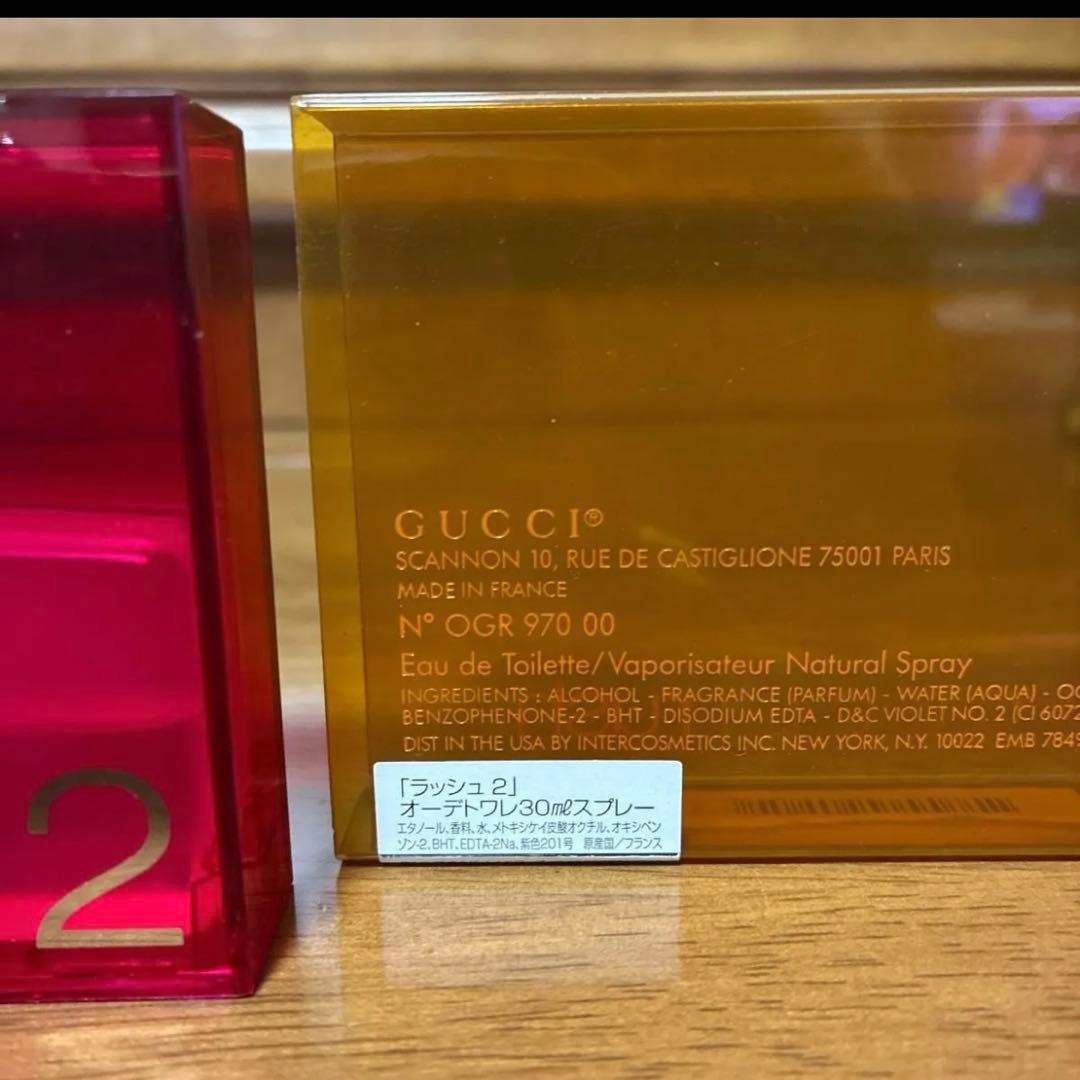 GUCCI®
SCANNON 10, RUE DE CASTIGLIONE 75001 PARIS
MADE IN FRANCE
N° OGR 970 00
Eau de Toilette/Vaporisateur Natural Spray
INGREDIENTS : ALCOHOL - FRAGRANCE (PARFUM) - WATER (AQUA) - OC
BENZOPHENONE-2 - BHT - DISODIUM EDTA - D&C VIOLET NO. 2 (CI 6072
DIST IN THE USA BY INTERCOSMETICS INC. NEW YORK, N.Y. 10022 EMB 7849
「ラッシュ 2」
オーデトワレ30㎖スプレー
エタノール、香料、水、メトキシケイ皮酸オクチル、オキシベン
ゾン-2、BHT、EDTA-2Na、紫色201号 原産国/フランス
2